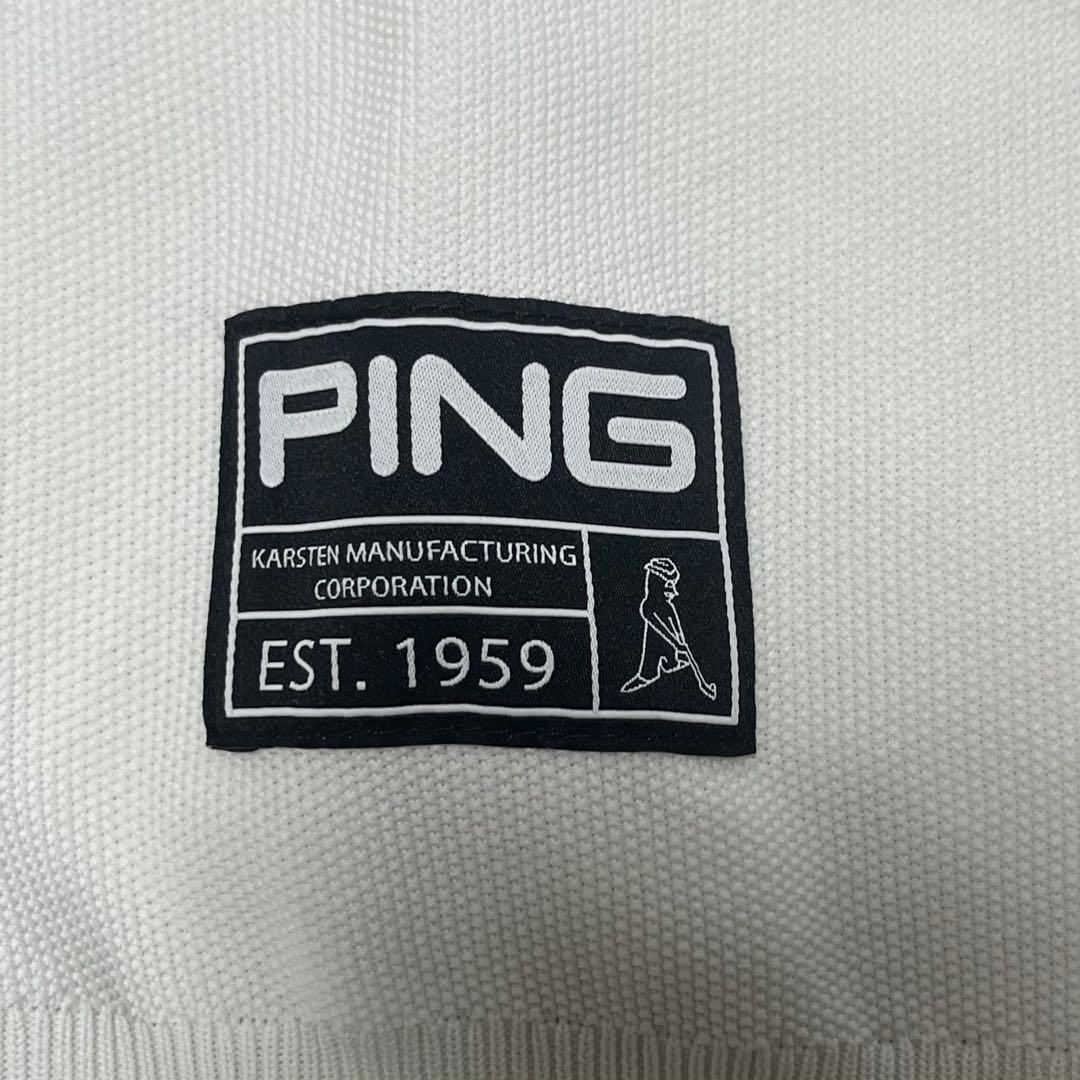 PING
KARSTEN MANUFACTURING
CORPORATION
EST. 1959